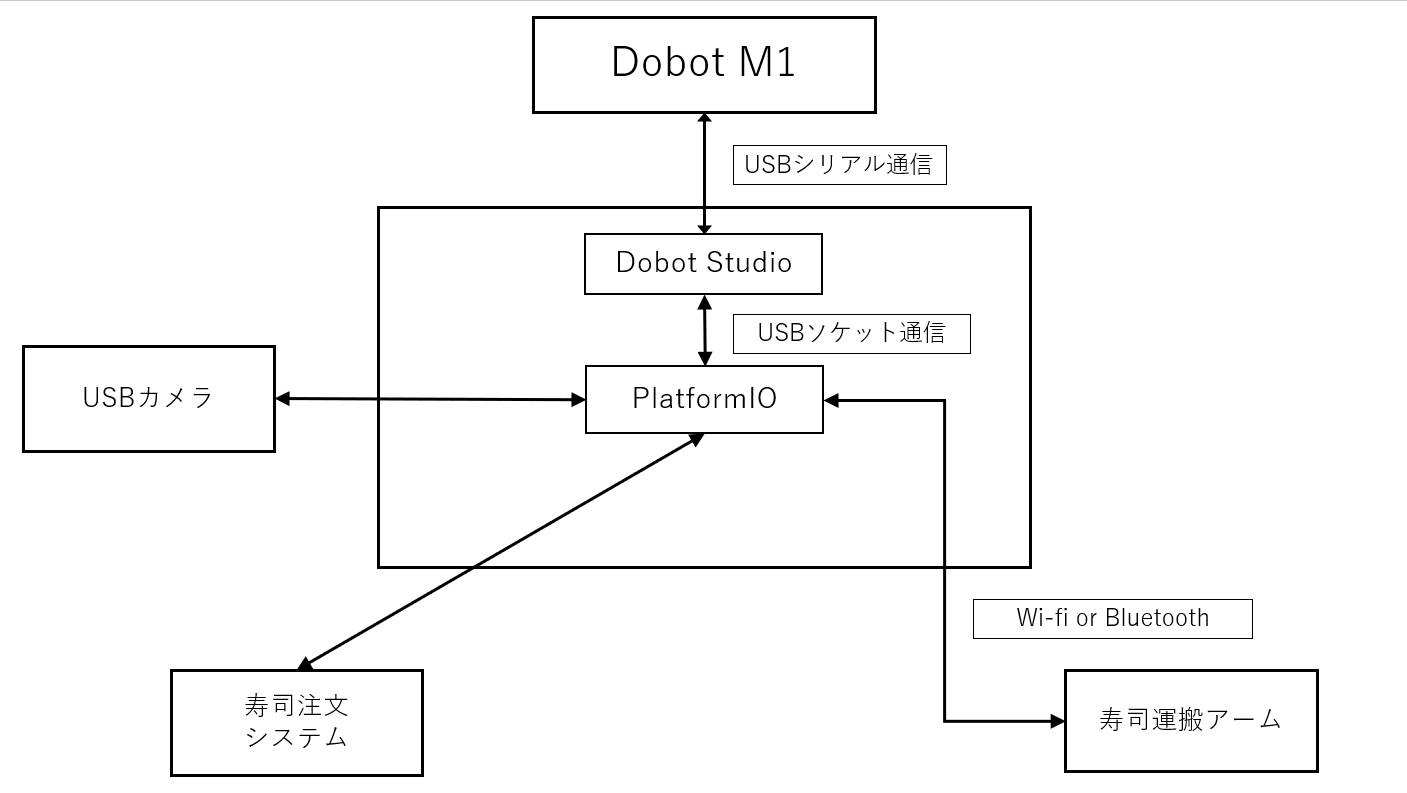 Dobot M1
USBシリアル通信
Dobot Studio
USBソケット通信
USBカメラ
PlatformIO
Wi-fi or Bluetooth
寿司注文
システム
寿司運搬アーム